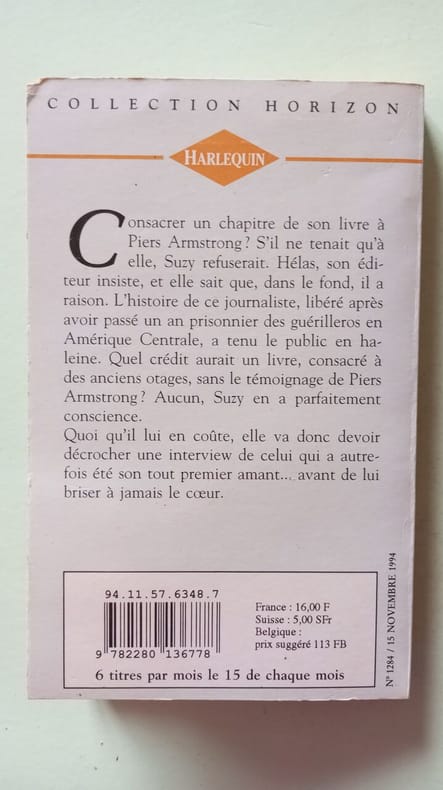 COLLECTION HORIZON
HARLEQUIN
Consacrer un chapitre de son livre à
Piers Armstrong ? S'il ne tenait qu'à
elle, Suzy refuserait. Hélas, son édi-
teur insiste, et elle sait que, dans le fond, il a
raison. L'histoire de ce journaliste, libéré après
avoir passé un an prisonnier des guérilleros en
Amérique Centrale, a tenu le public en ha-
leine. Quel crédit aurait un livre, consacré à
des anciens otages, sans le témoignage de Piers
Armstrong ? Aucun, Suzy en a parfaitement
conscience.
Quoi qu'il lui en coûte, elle va donc devoir
décrocher une interview de celui qui a autre-
fois été son tout premier amant... avant de lui
briser à jamais le cœur.
94.11.57.6348.7
9 782280 136778
France : 16,00 F
Suisse : 5,00 SFr
Belgique :
prix suggéré 113 FB
6 titres par mois le 15 de chaque mois
N° 1284 / 15 NOVEMBRE 1994